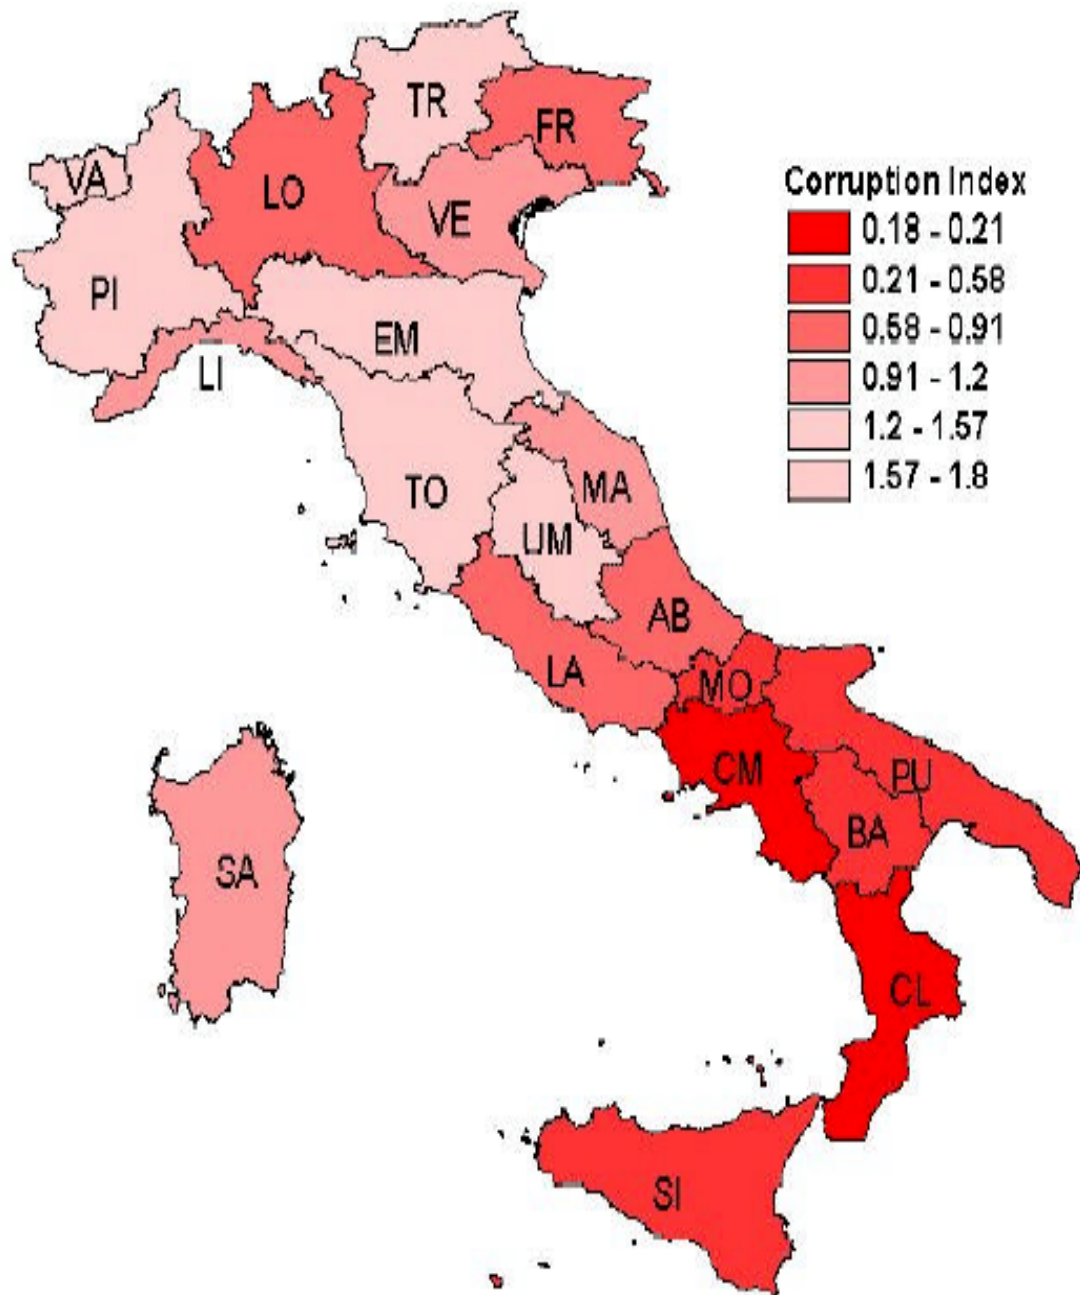 TR
FR
VA
LO
VE
PI
EM
LI
TO
MA
UM
AB
LA
MO
CM
PU
BA
SA
CL
SI
Corruption Index
0.18 - 0.21
0.21 - 0.58
0.58 - 0.91
0.91 - 1.2
1.2 - 1.57
1.57 - 1.8